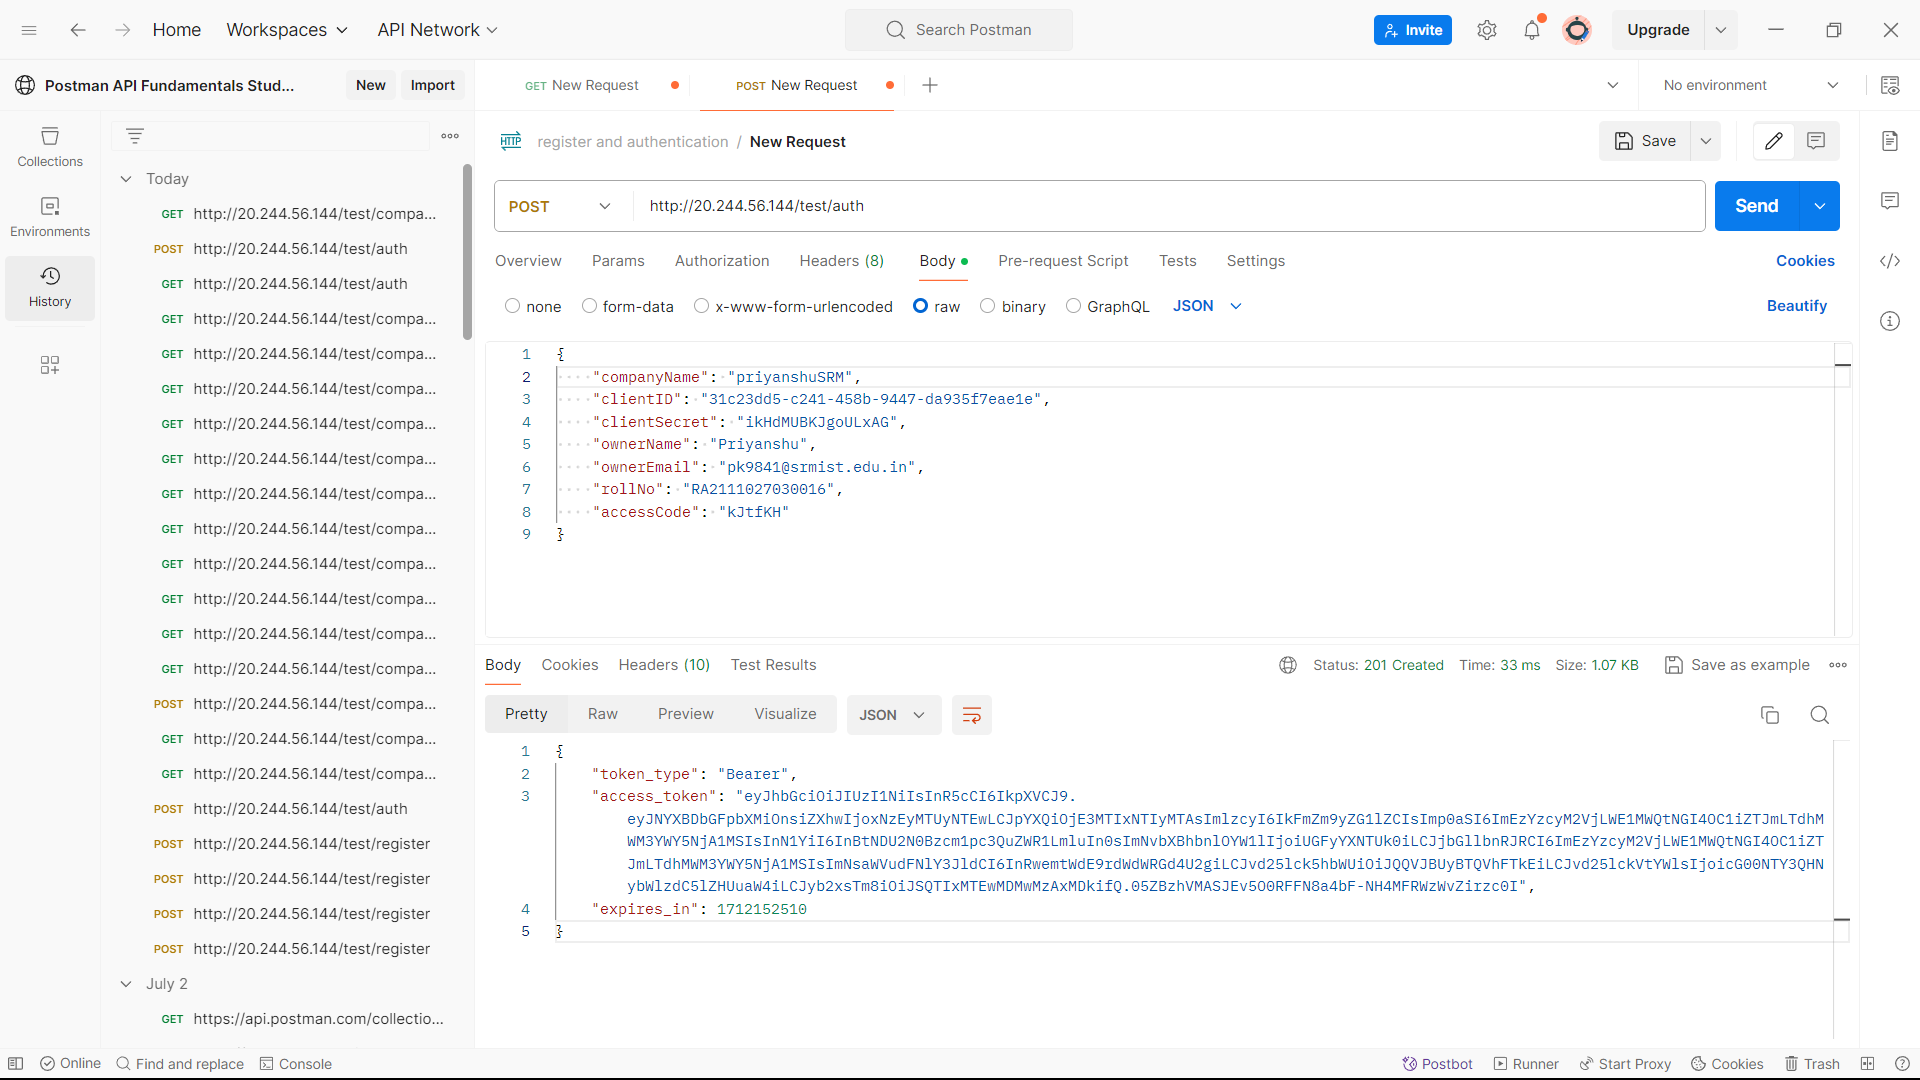 Home
Workspaces
API Network
Search Postman
Invite
Upgrade
Postman API Fundamentals Stud...
New
Import
GET New Request
POST New Request
No environment
Collections
Environments
History
Today
GET http://20.244.56.144/test/compa...
POST http://20.244.56.144/test/auth
GET http://20.244.56.144/test/auth
GET http://20.244.56.144/test/compa...
GET http://20.244.56.144/test/compa...
GET http://20.244.56.144/test/compa...
GET http://20.244.56.144/test/compa...
GET http://20.244.56.144/test/compa...
GET http://20.244.56.144/test/compa...
GET http://20.244.56.144/test/compa...
GET http://20.244.56.144/test/compa...
GET http://20.244.56.144/test/compa...
GET http://20.244.56.144/test/compa...
GET http://20.244.56.144/test/compa...
POST http://20.244.56.144/test/compa...
GET http://20.244.56.144/test/compa...
GET http://20.244.56.144/test/compa...
POST http://20.244.56.144/test/auth
POST http://20.244.56.144/test/register
POST http://20.244.56.144/test/register
POST http://20.244.56.144/test/register
POST http://20.244.56.144/test/register
July 2
GET https://api.postman.com/collectio...
HTTP register and authentication / New Request
Save
POST http://20.244.56.144/test/auth
Send
Overview Params Authorization Headers (8) Body Pre-request Script Tests Settings Cookies
none form-data x-www-form-urlencoded raw binary GraphQL JSON Beautify
1 {
2 "companyName": "priyanshuSRM",
3 "clientID": "31c23dd5-c241-458b-9447-da935f7eae1e",
4 "clientSecret": "ikHdMUBKJgoULxAG",
5 "ownerName": "Priyanshu",
6 "ownerEmail": "pk9841@srmist.edu.in",
7 "rollNo": "RA2111027030016",
8 "accessCode": "kJtfKH"
9 }
Body Cookies Headers (10) Test Results Status: 201 Created Time: 33 ms Size: 1.07 KB Save as example
Pretty Raw Preview Visualize JSON
1 {
2 "token_type": "Bearer",
3 "access_token": "eyJhbGciOiJIUzI1NiIsInR5cCI6IkpXVCJ9.
eyJNYXBDbGFpbXMiOnsiZXhwIjoxNzEyMTUyNTEwLCJpYXQiOjE3MTIxNTIyMTAsImlzcyI6IkFmZm9yZG1lZCIsImp0aSI6ImEzYzcyM2VjLWE1MWQtNGI4OC1iZTJmLTdhM
WM3YWY5NjA1MSIsInN1YiI6InBtNDU2N0Bzcm1pc3QuZWR1LmluIn0sImNvbXBhbnlOYW1lIjoiUGFyYXNTUk0iLCJjbGllbnRJRCI6ImEzYzcyM2VjLWE1MWQtNGI4OC1iZT
JmLTdhMWM3YWY5NjA1MSIsImNsaWVudFNlY3JldCI6InRwemtWdE9rdWdWRGd4U2giLCJvd25lck5hbWUiOiJQQVJBUyBTQVhFTkEiLCJvd25lckVtYWlsIjoicG00NTY3QHN
ybWlzdC5lZHUuaW4iLCJyb2xsTm8iOiJSQTIxMTEwMDMwMzAxMDkifQ.05ZBzhVMASJEv5O0RFFN8a4bF-NH4MFRWzWvZirzc0I",
4 "expires_in": 1712152510
5 }
Online Find and replace Console Postbot Runner Start Proxy Cookies Trash